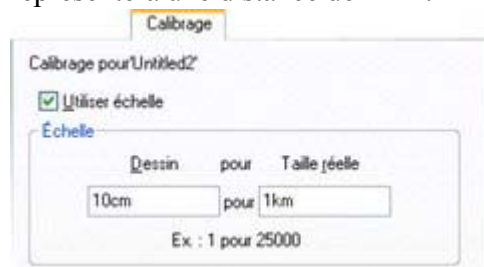 Calibrage
Calibrage pour'Untitled2'
Utiliser échelle
Échelle
Dessin pour Taille réelle
10cm pour 1km
Ex. : 1 pour 25000